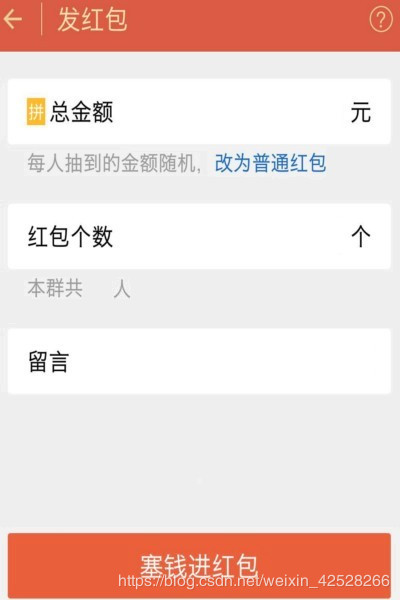 ← 发红包 ?
拼 总金额 元
每人抽到的金额随机，改为普通红包
红包个数 个
本群共 人
留言
塞钱进红包
https://blog.csdn.net/weixin_42528266